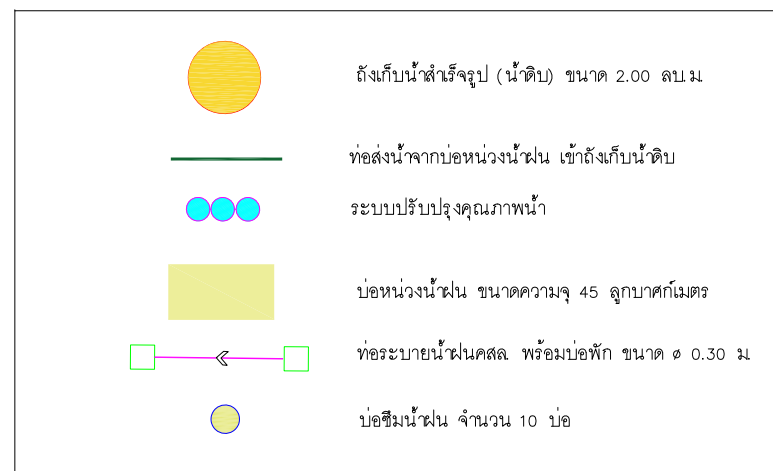 ถังเก็บน้ำสำเร็จรูป (น้ำดิบ) ขนาด 2.00 ลบ.ม.
ท่อส่งน้ำจากบ่อหน่วงน้ำฝน เข้าถังเก็บน้ำดิบ
ระบบปรับปรุงคุณภาพน้ำ
บ่อหน่วงน้ำฝน ขนาดความจุ 45 ลูกบาศก์เมตร
ท่อระบายน้ำฝนคสล. พร้อมบ่อพัก ขนาด ø 0.30 ม.
บ่อซึมน้ำฝน จำนวน 10 บ่อ